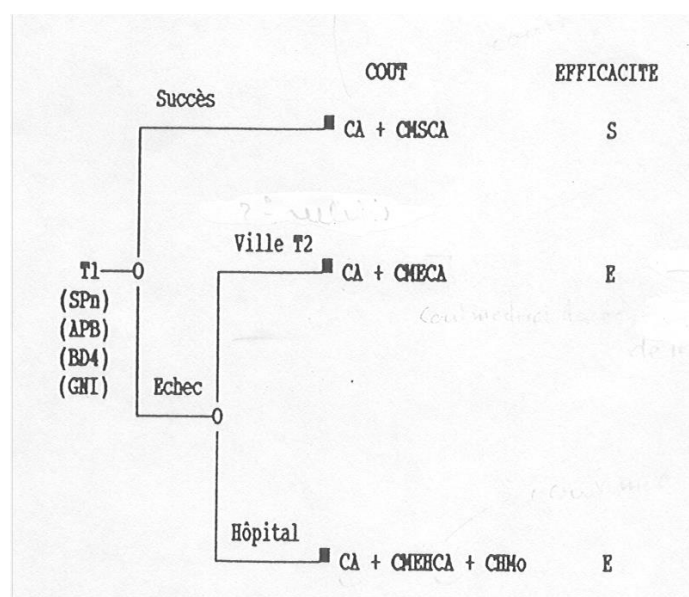 COUT EFFICACITE
Succès
CA + CMSCA S
Ville T2
T1 CA + CMECA E
(SPn)
(APB)
(BD4)
(GNI)
Echec
Hôpital
CA + CMEHCA + CHMo E